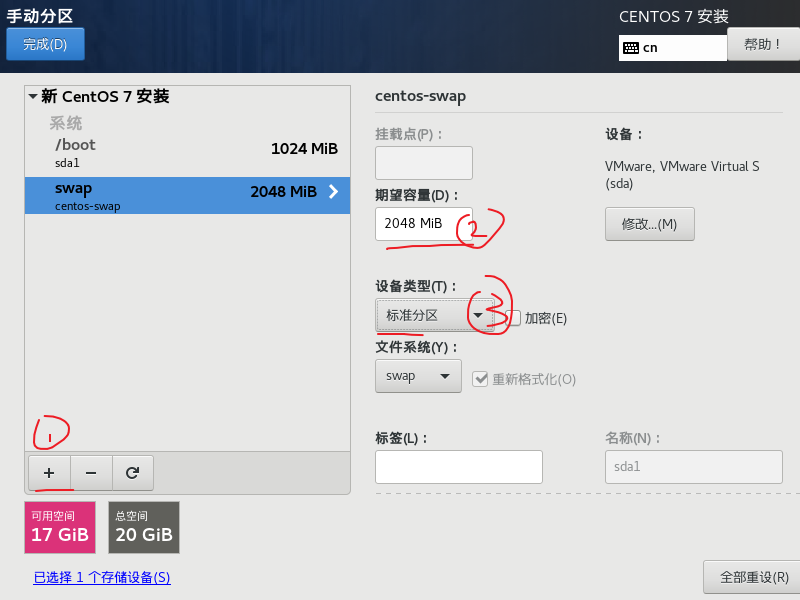 手动分区
CENTOS 7 安装
完成(D)
cn
帮助！
新 CentOS 7 安装
系统
/boot
1024 MiB
sda1
swap
2048 MiB
centos-swap
1
+
−
可用空间
17 GiB
总空间
20 GiB
已选择 1 个存储设备(S)
centos-swap
挂载点(P)：
设备：
VMware, VMware Virtual S
(sda)
期望容量(D)：
2048 MiB
2
修改...(M)
设备类型(T)：
标准分区
3
加密(E)
文件系统(Y)：
swap
重新格式化(O)
标签(L)：
名称(N)：
sda1
全部重设(R)